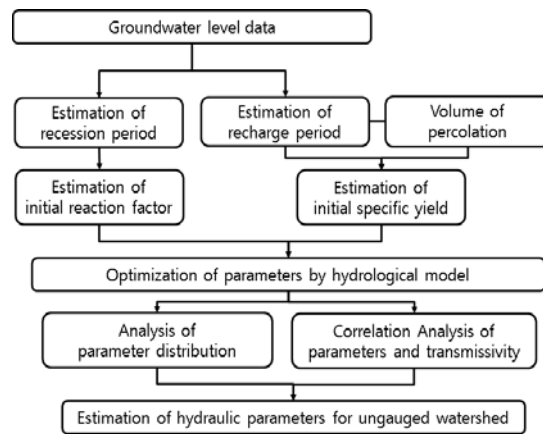 Groundwater level data
Estimation of
recession period
Estimation of
recharge period
Volume of
percolation
Estimation of
initial reaction factor
Estimation of
initial specific yield
Optimization of parameters by hydrological model
Analysis of
parameter distribution
Correlation Analysis of
parameters and transmissivity
Estimation of hydraulic parameters for ungauged watershed